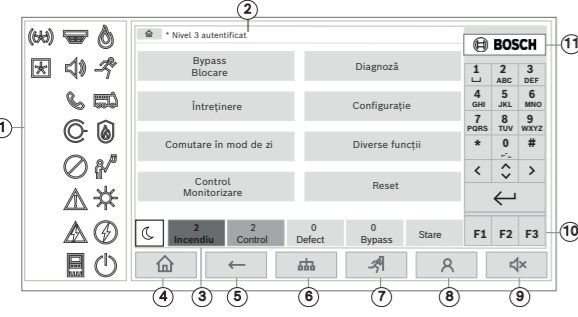 2
* Nivel 3 autentificat
BOSCH
11
Bypass
Blocare
Diagnoză
Întreținere
Configurație
Comutare în mod de zi
Diverse funcții
Control
Monitorizare
Reset
1
2
ABC
3
DEF
4
GHI
5
JKL
6
MNO
7
PQRS
8
TUV
9
WXYZ
*
0
#
1
2
Incendiu
2
Control
0
Defect
0
Bypass
Stare
F1 F2 F3
10
4
3
5
6
7
8
9